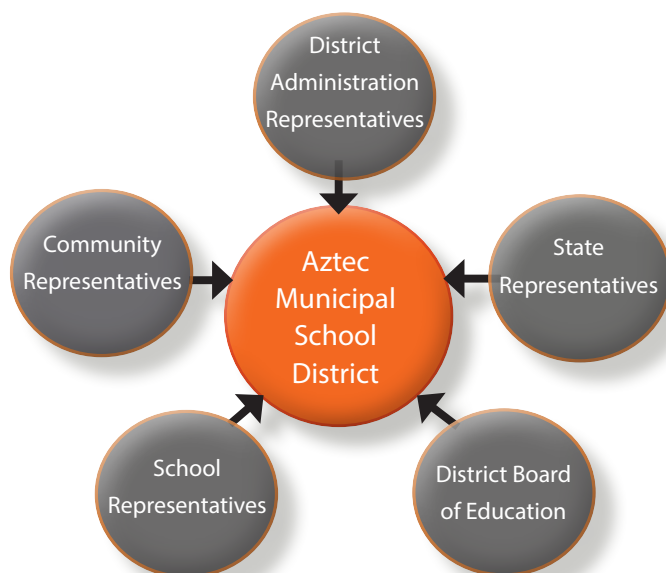 District
Administration
Representatives
Community
Representatives
State
Representatives
Aztec
Municipal
School
District
School
Representatives
District Board
of Education